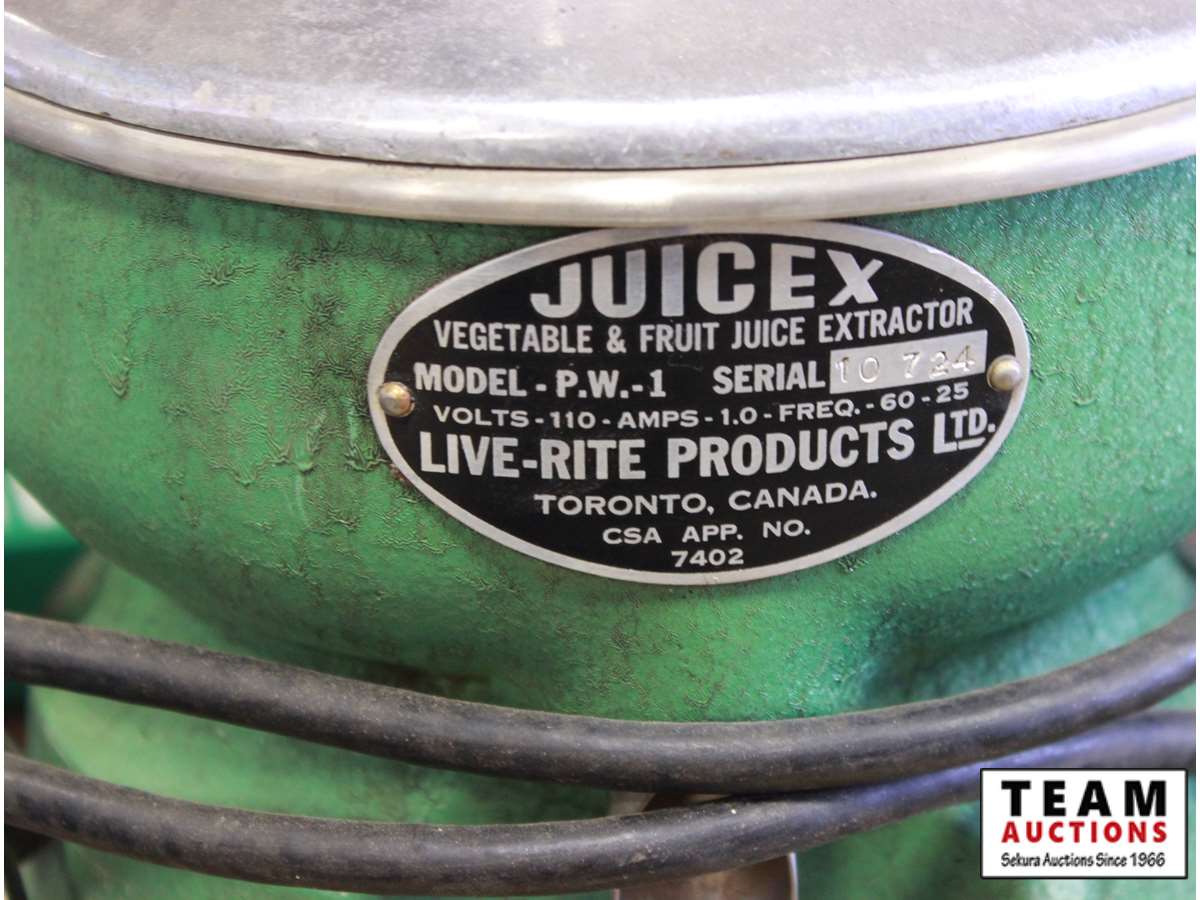 JUICEX
VEGETABLE & FRUIT JUICE EXTRACTOR
MODEL - P.W.-1 SERIAL 10 724
VOLTS - 110 - AMPS - 1.0 - FREQ. - 60 - 25
LIVE-RITE PRODUCTS LTD.
TORONTO, CANADA.
CSA APP. NO.
7402
TEAM
AUCTIONS
Sekura Auctions Since 1966